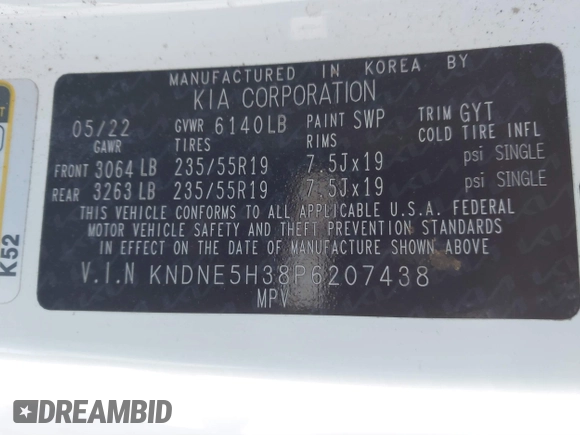 MANUFACTURED IN KOREA BY
KIA CORPORATION
05/22 GVWR 6140LB PAINT SWP TRIM GYT
GAWR TIRES RIMS COLD TIRE INFL
FRONT 3064 LB 235/55R19 7.5Jx19 psi SINGLE
REAR 3263 LB 235/55R19 7.5Jx19 psi SINGLE
THIS VEHICLE CONFORMS TO ALL APPLICABLE U.S.A. FEDERAL
MOTOR VEHICLE SAFETY AND THEFT PREVENTION STANDARDS
IN EFFECT ON THE DATE OF MANUFACTURE SHOWN ABOVE.
V.I.N KNDNE5H38P6207438
MPV
K52
DREAMBID